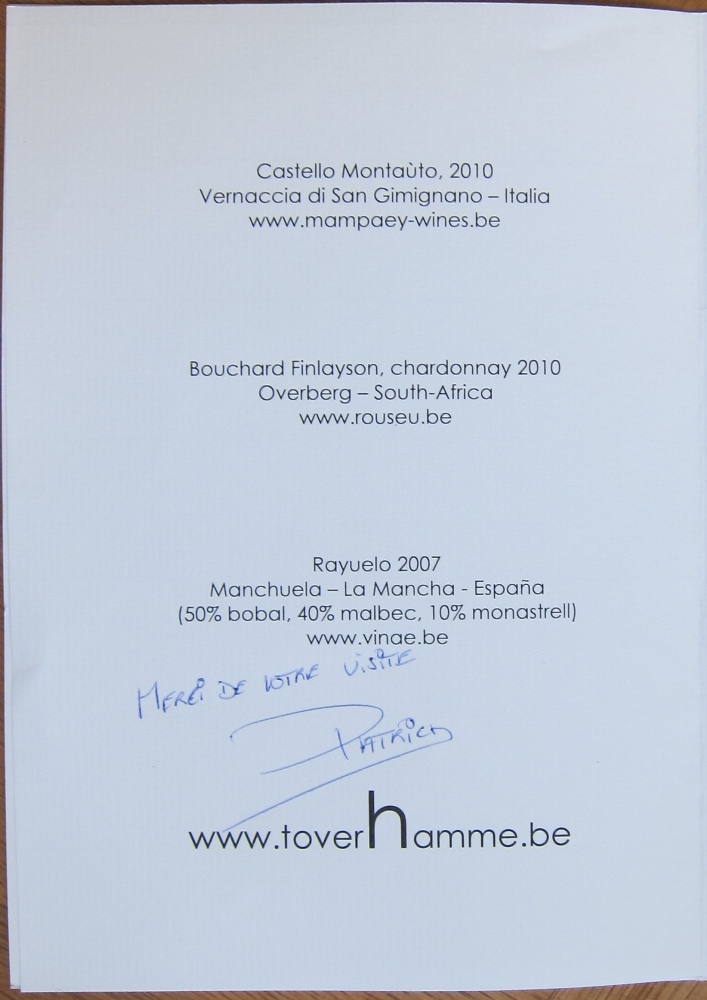 Castello Montaùto, 2010
Vernaccia di San Gimignano – Italia
www.mampaey-wines.be
Bouchard Finlayson, chardonnay 2010
Overberg – South-Africa
www.rouseu.be
Rayuelo 2007
Manchuela – La Mancha - España
(50% bobal, 40% malbec, 10% monastrell)
www.vinae.be
MERCI DE VOTRE VISITE
PATRICK
www.toverhamme.be